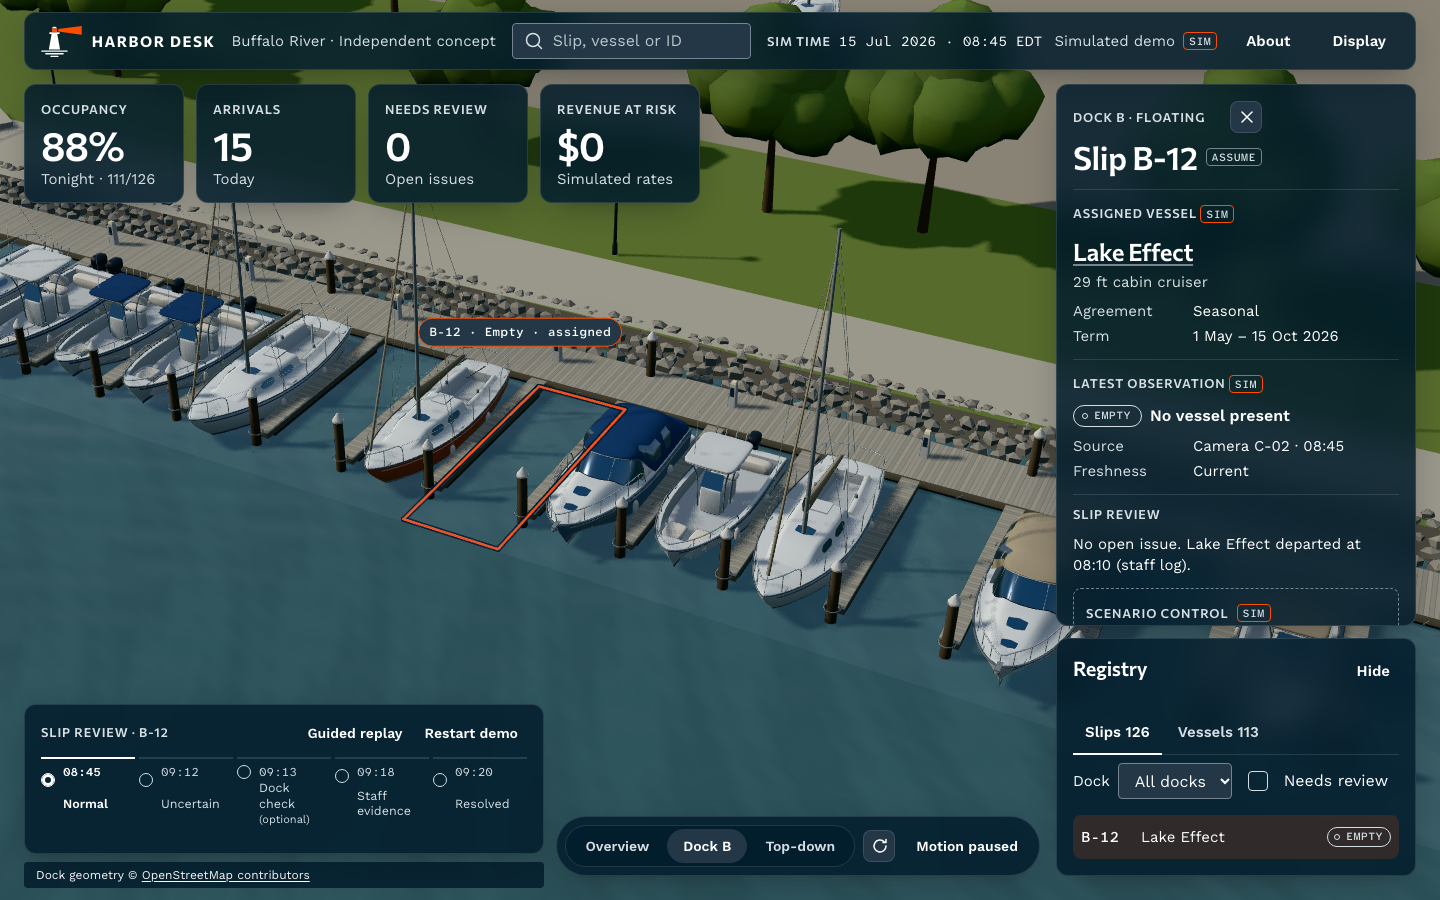 HARBOR DESK
Buffalo River · Independent concept
Slip, vessel or ID
SIM TIME 15 Jul 2026 · 08:45 EDT
Simulated demo SIM
About
Display
OCCUPANCY
88%
Tonight · 111/126
ARRIVALS
15
Today
NEEDS REVIEW
0
Open issues
REVENUE AT RISK
$0
Simulated rates
B-12 · Empty · assigned
DOCK B · FLOATING
Slip B-12 ASSUME
ASSIGNED VESSEL SIM
Lake Effect
29 ft cabin cruiser
Agreement Seasonal
Term 1 May – 15 Oct 2026
LATEST OBSERVATION SIM
EMPTY No vessel present
Source Camera C-02 · 08:45
Freshness Current
SLIP REVIEW
No open issue. Lake Effect departed at
08:10 (staff log).
SCENARIO CONTROL SIM
Registry
Hide
Slips 126
Vessels 113
Dock All docks
Needs review
B-12 Lake Effect EMPTY
SLIP REVIEW · B-12
Guided replay
Restart demo
08:45
Normal
09:12
Uncertain
09:13
Dock
check
(optional)
09:18
Staff
evidence
09:20
Resolved
Overview
Dock B
Top-down
Motion paused
Dock geometry © OpenStreetMap contributors